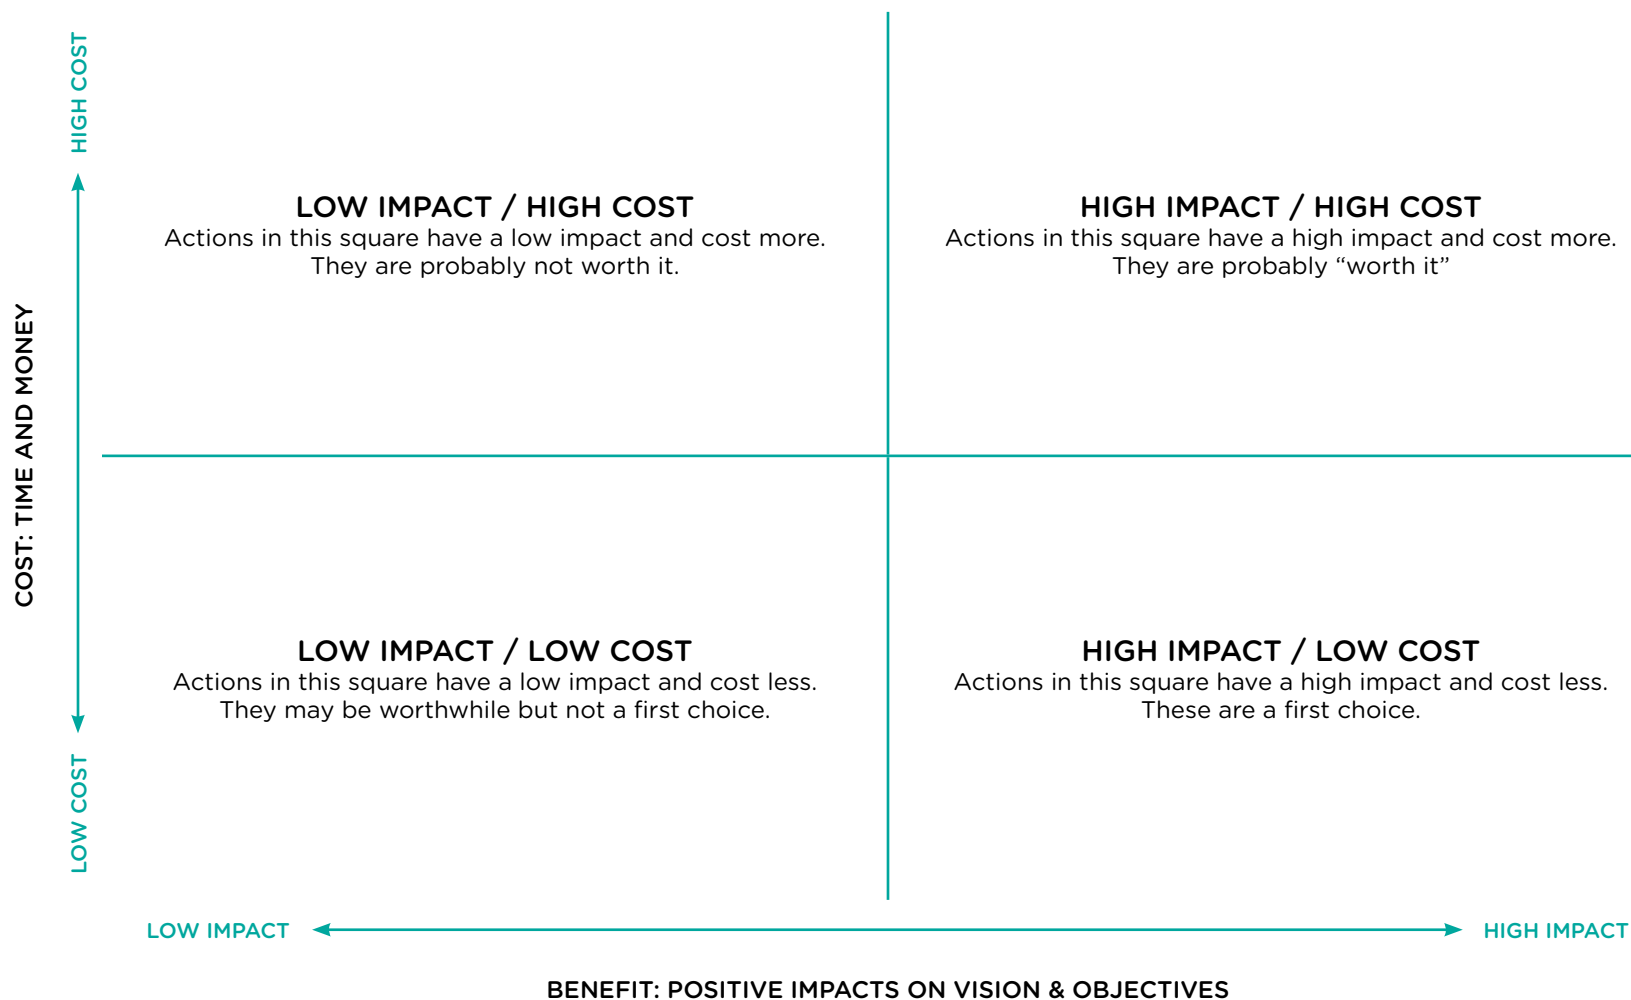 HIGH COST
LOW IMPACT / HIGH COST
Actions in this square have a low impact and cost more.
They are probably not worth it.
HIGH IMPACT / HIGH COST
Actions in this square have a high impact and cost more.
They are probably “worth it”
COST: TIME AND MONEY
LOW IMPACT / LOW COST
Actions in this square have a low impact and cost less.
They may be worthwhile but not a first choice.
HIGH IMPACT / LOW COST
Actions in this square have a high impact and cost less.
These are a first choice.
LOW COST
LOW IMPACT
HIGH IMPACT
BENEFIT: POSITIVE IMPACTS ON VISION & OBJECTIVES